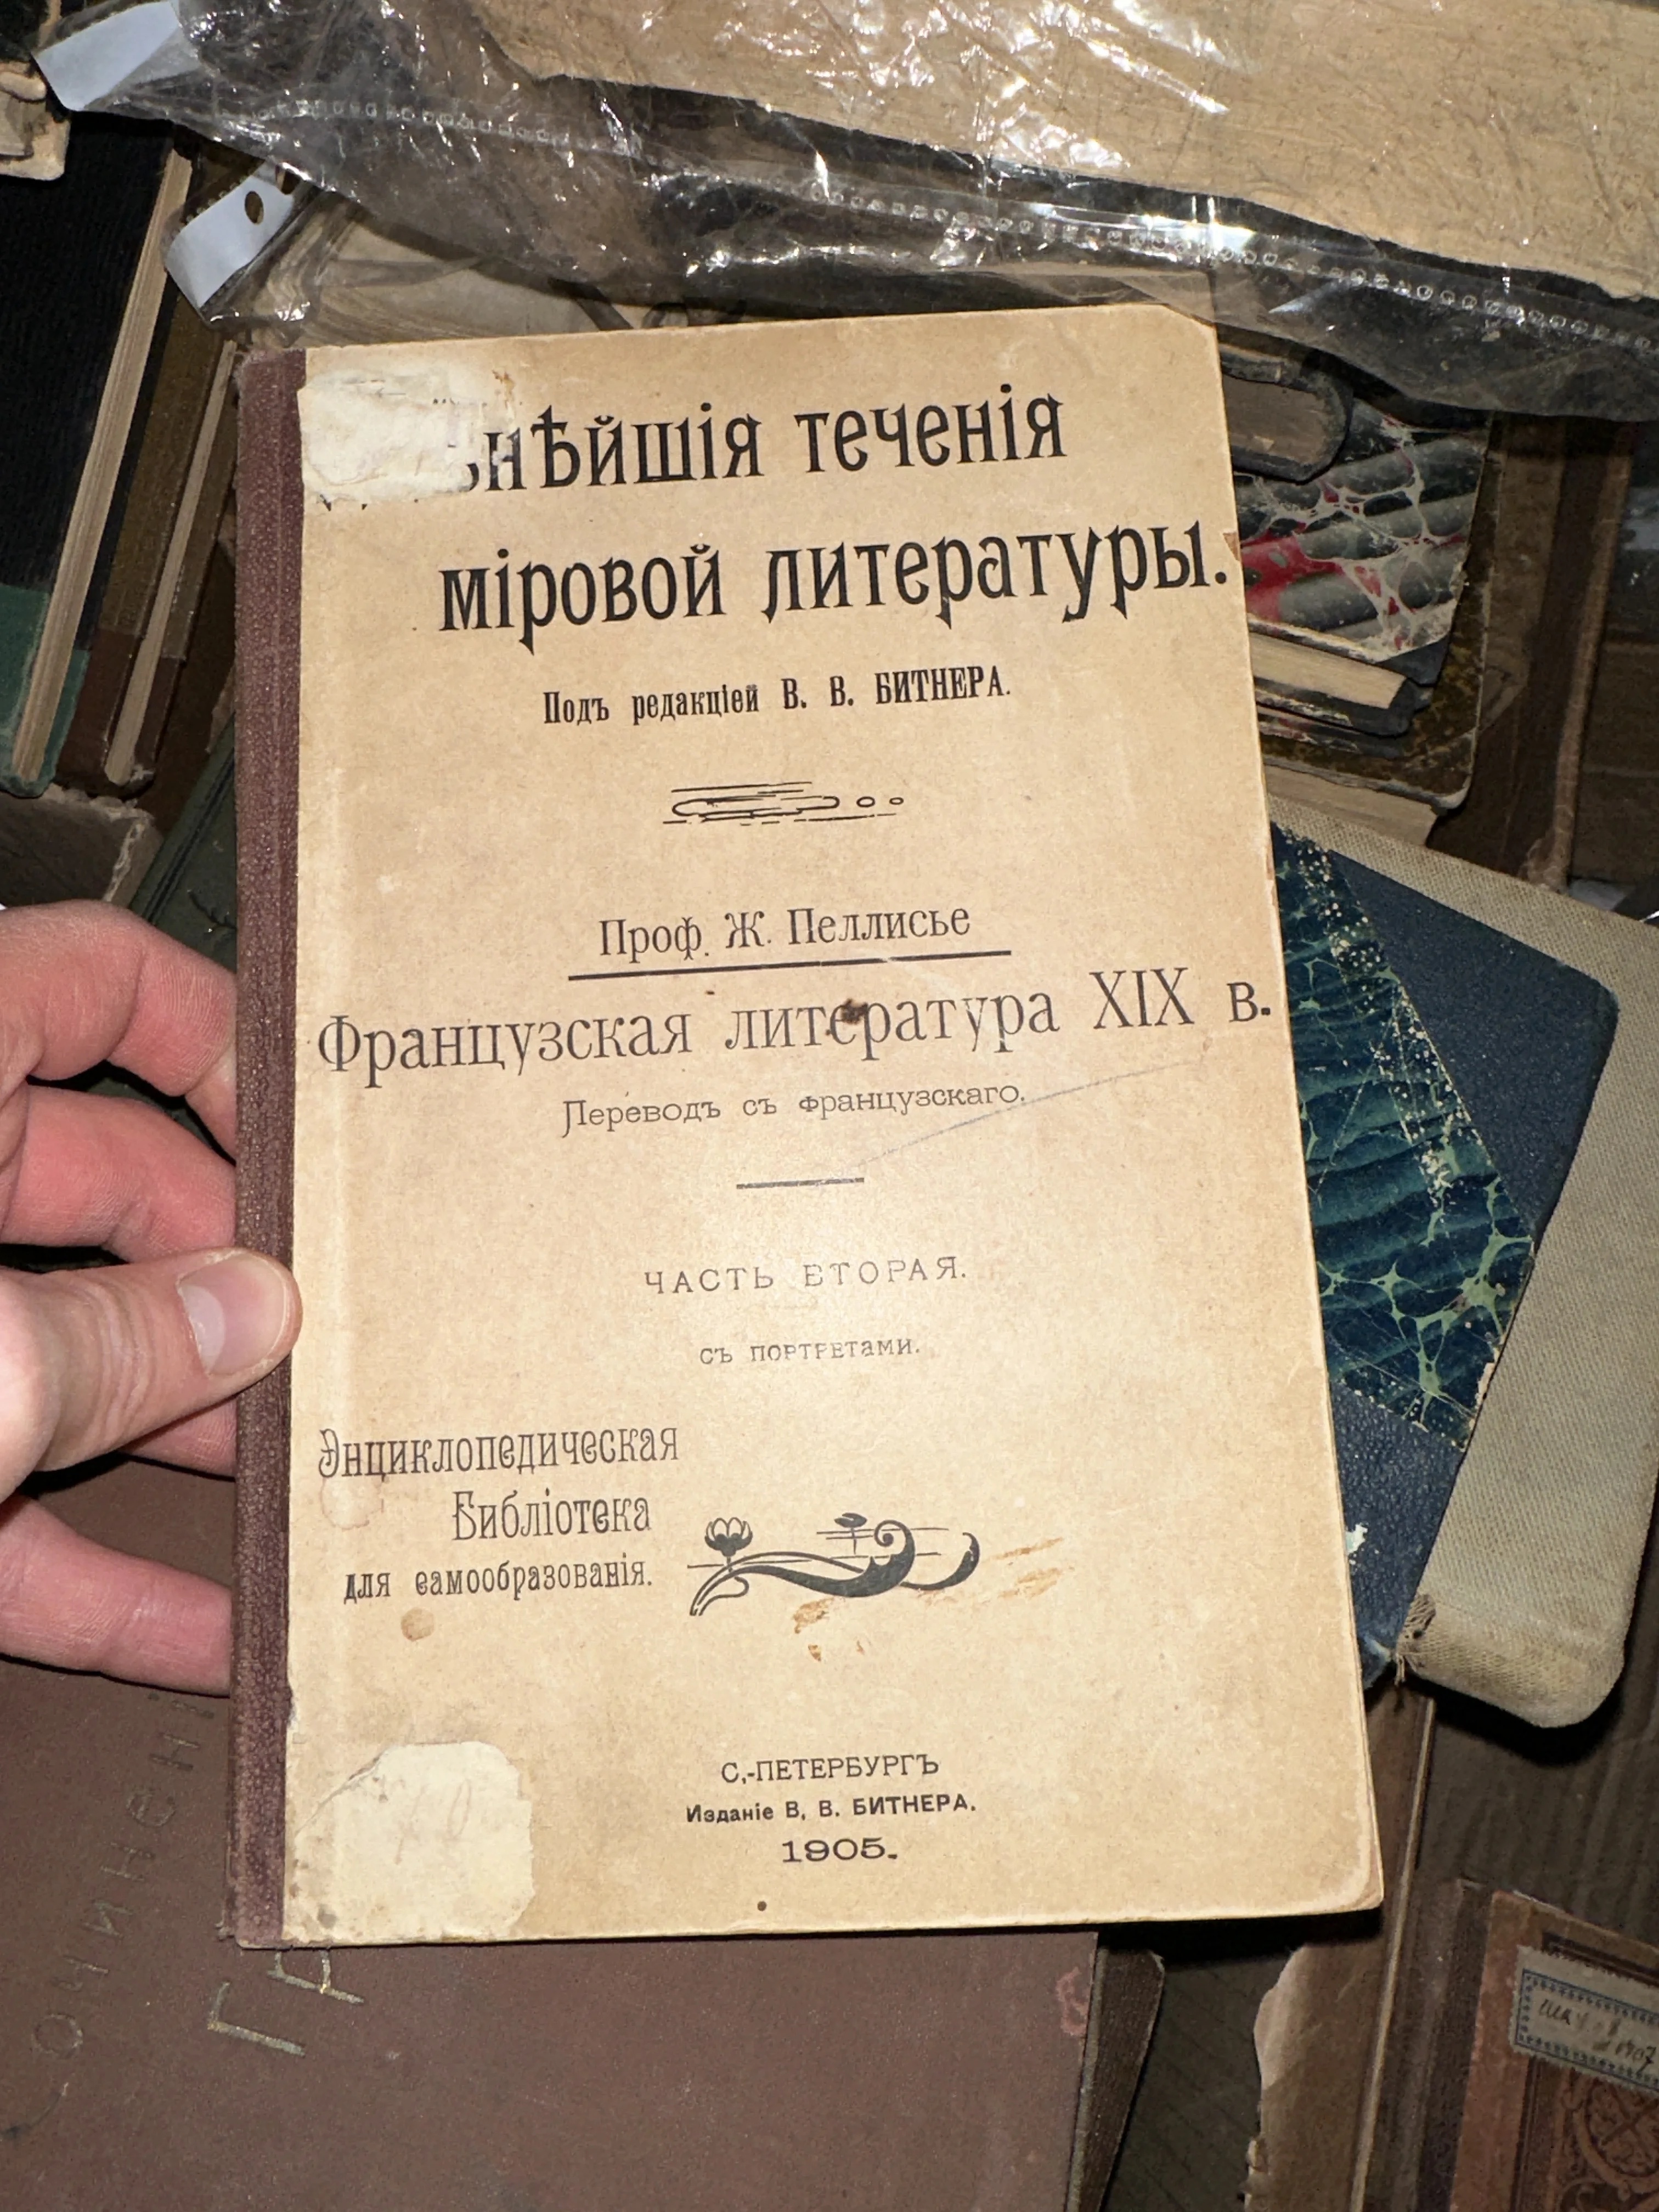 нѣйшія теченія
міровой литературы.
Подъ редакціей В. В. БИТНЕРА.
Проф. Ж. Пеллисье
Французская литература XIX в.
Переводъ съ французскаго.
ЧАСТЬ ВТОРАЯ.
съ портретами.
Энциклопедическая
Библіотека
для самообразованія.
С.-ПЕТЕРБУРГЪ
Изданіе В. В. БИТНЕРА.
1905.